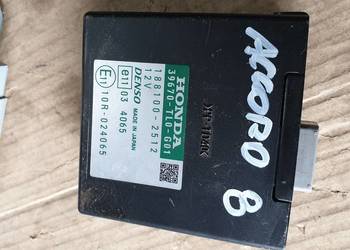 HONDA
39670-TL0-G01
188100-2512
12V
DENSO MADE IN JAPAN
e11 03 4065
E11 10R-024065
ACCORD 8